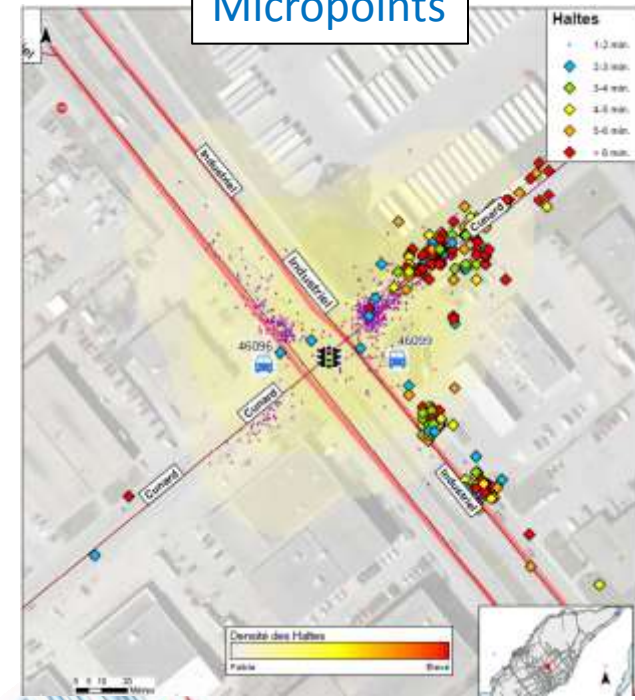 Micropoints
Haltes
1-2 min.
2-3 min.
3-4 min.
4-5 min.
5-6 min.
> 6 min.
Industriel
Cunard
Industriel
46096
46099
Cunard
Cunard
Industriel
Densité des Haltes
Faible
Élevé
Mètres